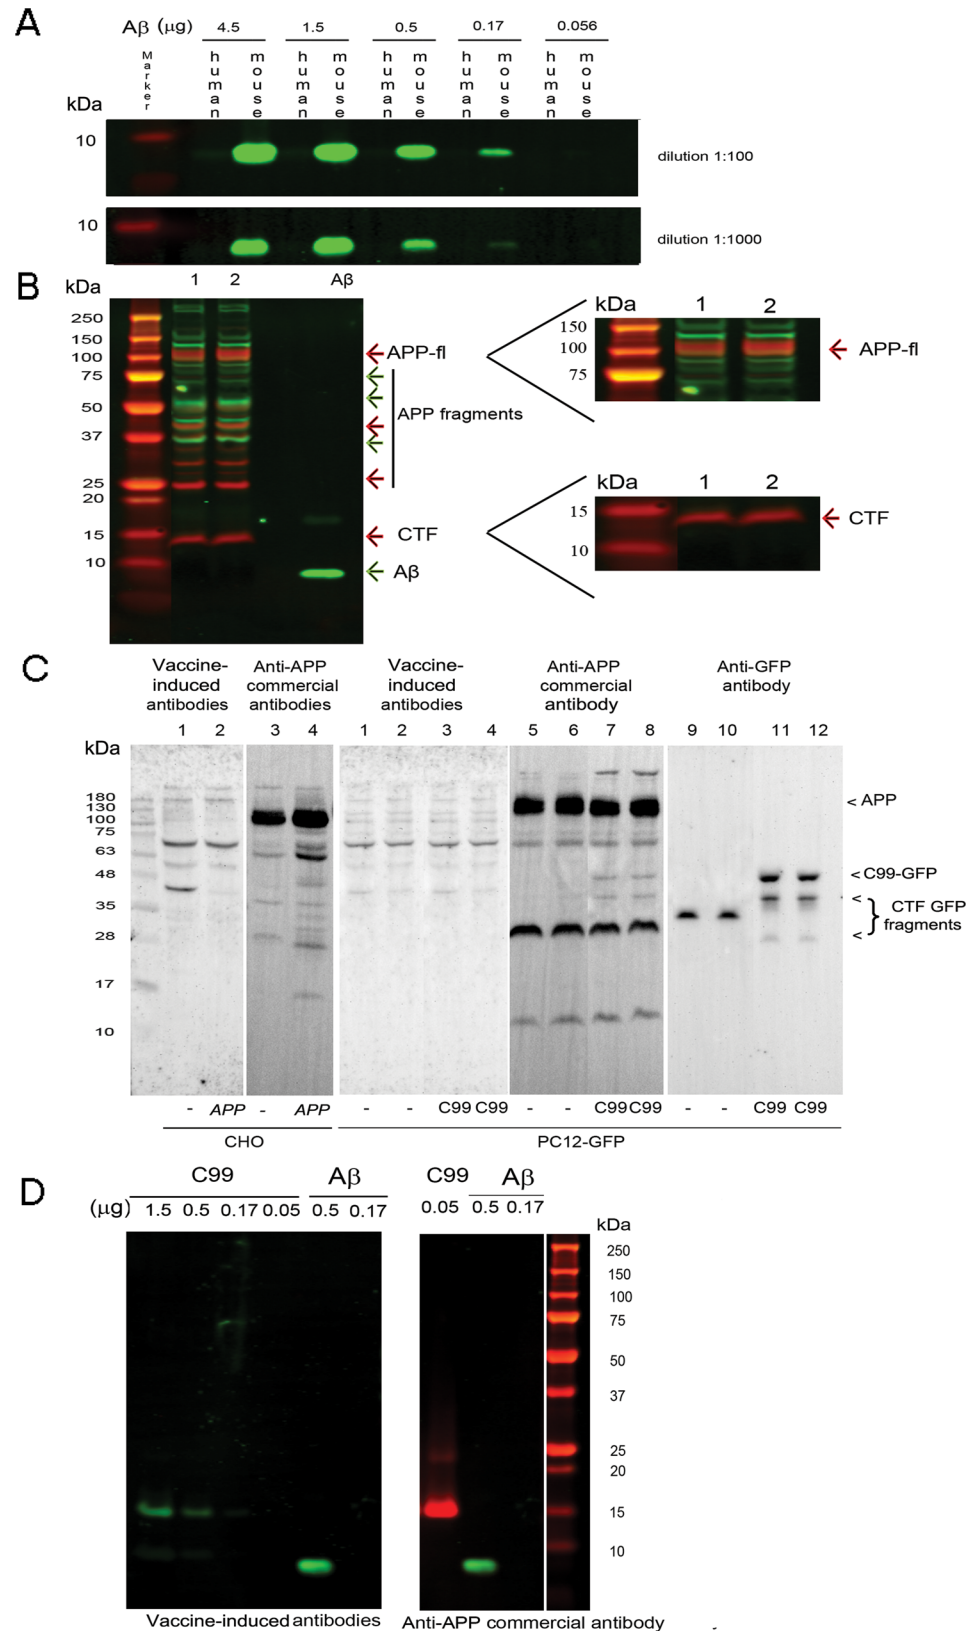 A
Aβ (μg) 4.5 1.5 0.5 0.17 0.056
Marker human mouse human mouse human mouse human mouse human mouse
kDa
10
dilution 1:100
10
dilution 1:1000
B
kDa 1 2 Aβ
250
150
100
75
50
37
25
20
15
10
APP-fl
APP fragments
CTF
Aβ
kDa 1 2
150
100
75
APP-fl
kDa 1 2
15
10
CTF
C
Vaccine-induced antibodies
Anti-APP commercial antibodies
Vaccine-induced antibodies
Anti-APP commercial antibody
Anti-GFP antibody
1 2 3 4 1 2 3 4 5 6 7 8 9 10 11 12
kDa
180
130
100
75
63
48
35
28
17
10
< APP
< C99-GFP
<
<
} CTF GFP fragments
- APP - APP - - C99 C99 - - C99 C99 - - C99 C99
CHO PC12-GFP
D
C99 Aβ C99 Aβ
(μg) 1.5 0.5 0.17 0.05 0.5 0.17 0.05 0.5 0.17
kDa
250
150
100
75
50
37
25
20
15
10
Vaccine-induced antibodies Anti-APP commercial antibody